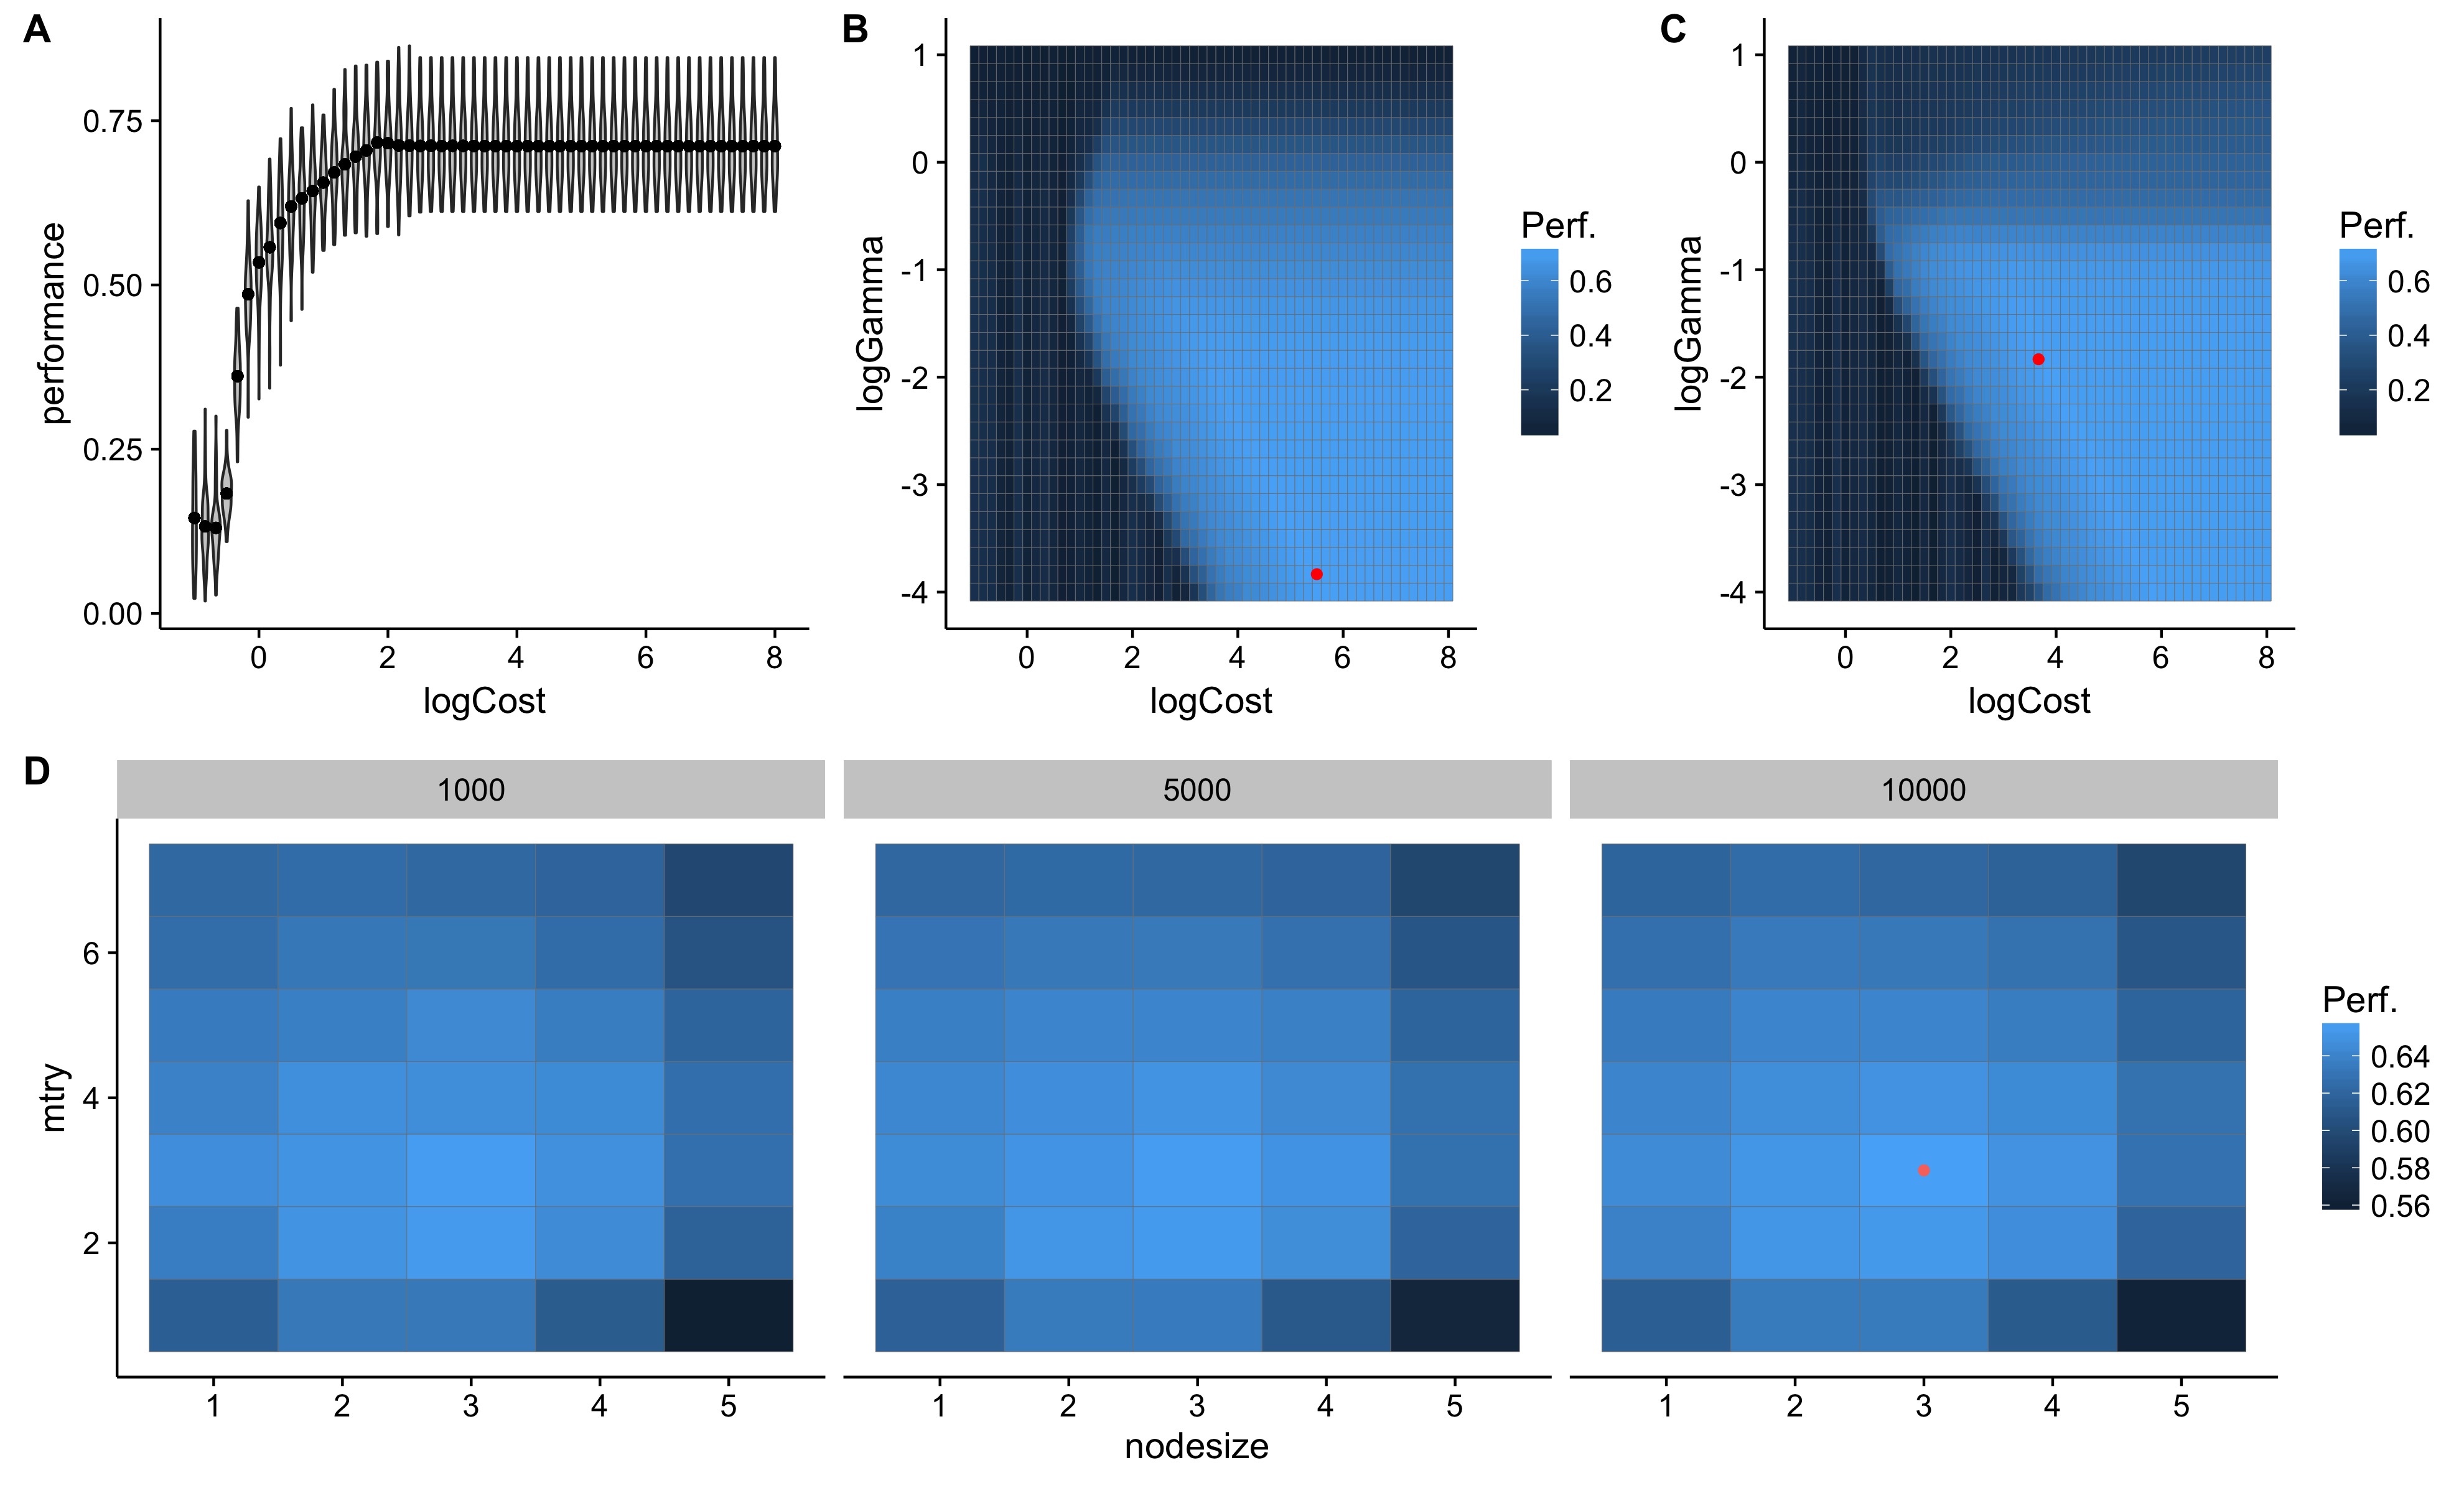 A
performance
0.75
0.50
0.25
0.00
0 2 4 6 8
logCost
B
logGamma
1
0
-1
-2
-3
-4
0 2 4 6 8
logCost
Perf.
0.6
0.4
0.2
C
logGamma
1
0
-1
-2
-3
-4
0 2 4 6 8
logCost
Perf.
0.6
0.4
0.2
D
1000 5000 10000
mtry
6
4
2
1 2 3 4 5 1 2 3 4 5 1 2 3 4 5
nodesize
Perf.
0.64
0.62
0.60
0.58
0.56